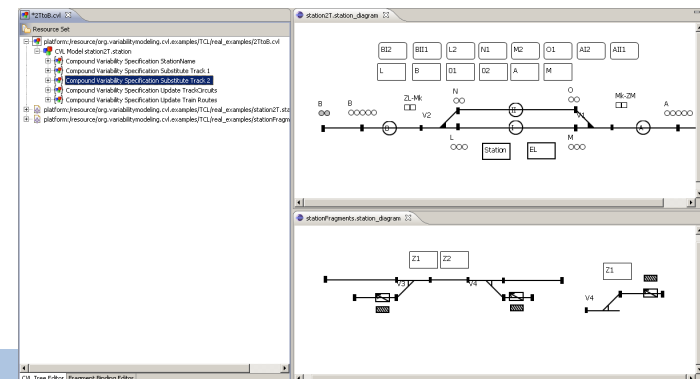 *2TtoB.cvl
Resource Set
platform:/resource/org.variabilitymodeling.cvl.examples/TCL/real_examples/2TtoB.cvl
CVL Model station2T.station
Compound Variability Specification StationName
Compound Variability Specification Substitute Track 1
Compound Variability Specification Substitute Track 2
Compound Variability Specification Update TrackCircuits
Compound Variability Specification Update Train Routes
platform:/resource/org.variabilitymodeling.cvl.examples/TCL/real_examples/station2T.sta
platform:/resource/org.variabilitymodeling.cvl.examples/TCL/real_examples/stationFragm
CVL Tree Editor Fragment Binding Editor
station2T.station_diagram
BI2 BII1 L2 N1 M2 O1 AI2 AII1
L B 01 02 A M
B B ZL-Mk N O Mk-ZM A
V2 II V1
B I A
L M
Station EL
stationFragments.station_diagram
Z1 Z2
V3 V4
Z1
V4